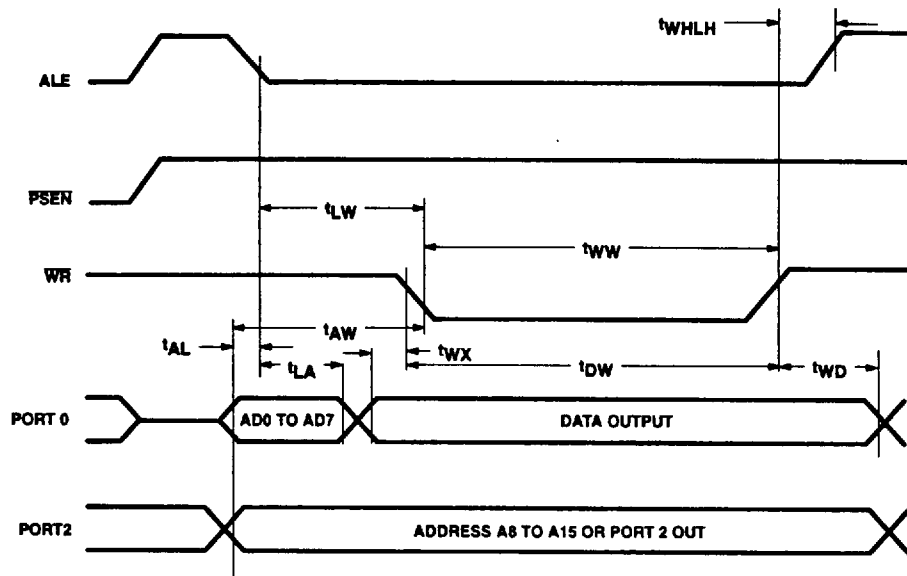 tWHLH
ALE
PSEN
tLW
tWW
WR
tAW
tAL
tWX
tLA
tDW
tWD
PORT 0
AD0 TO AD7
DATA OUTPUT
PORT2
ADDRESS A8 TO A15 OR PORT 2 OUT